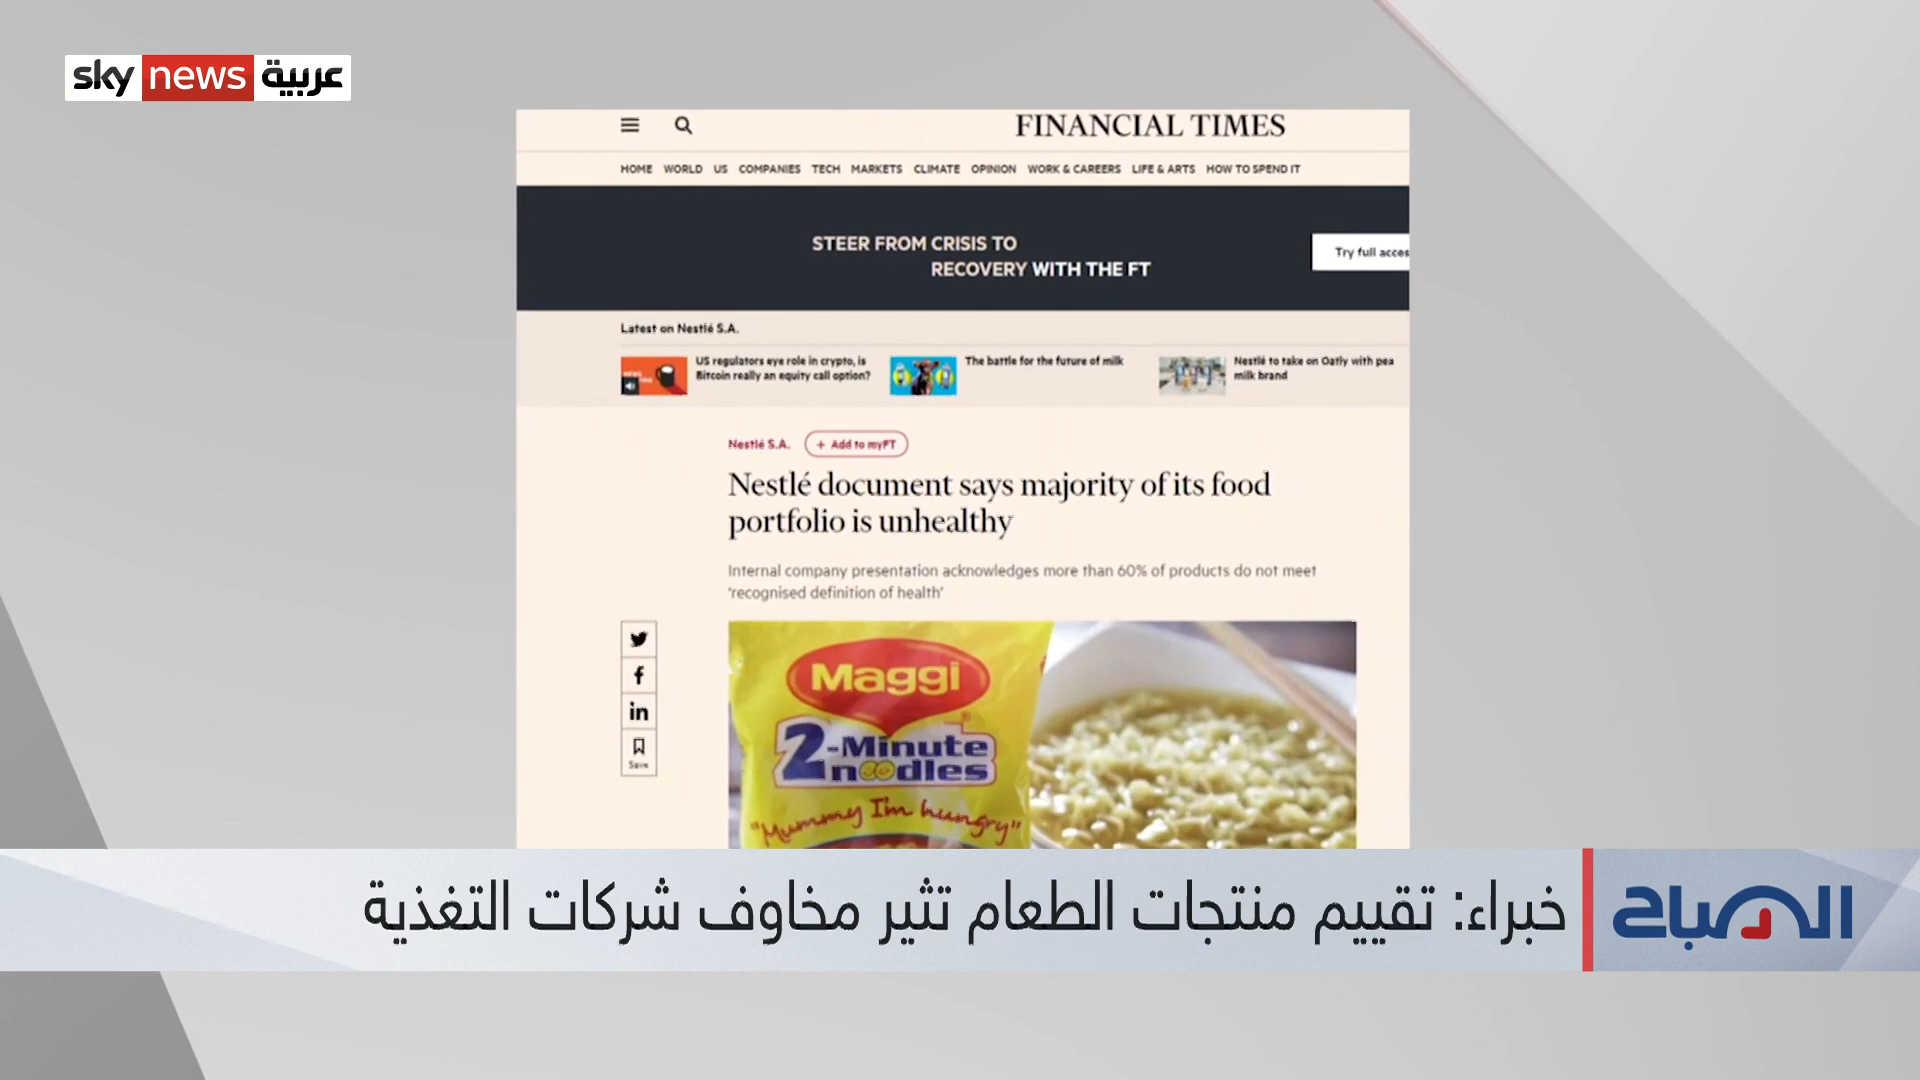 sky news عربية
FINANCIAL TIMES
HOME WORLD US COMPANIES TECH MARKETS CLIMATE OPINION WORK & CAREERS LIFE & ARTS HOW TO SPEND IT
STEER FROM CRISIS TO
RECOVERY WITH THE FT
Try full acces
Latest on Nestlé S.A.
US regulators eye role in crypto, is
Bitcoin really an equity call option?
The battle for the future of milk
Nestlé to take on Oatly with pea
milk brand
Nestlé S.A.
+ Add to myFT
Nestlé document says majority of its food
portfolio is unhealthy
Internal company presentation acknowledges more than 60% of products do not meet
'recognised definition of health'
Save
Maggi
2-Minute
noodles
"Mummy I'm hungry"
خبراء: تقييم منتجات الطعام تثير مخاوف شركات التغذية
الصباح